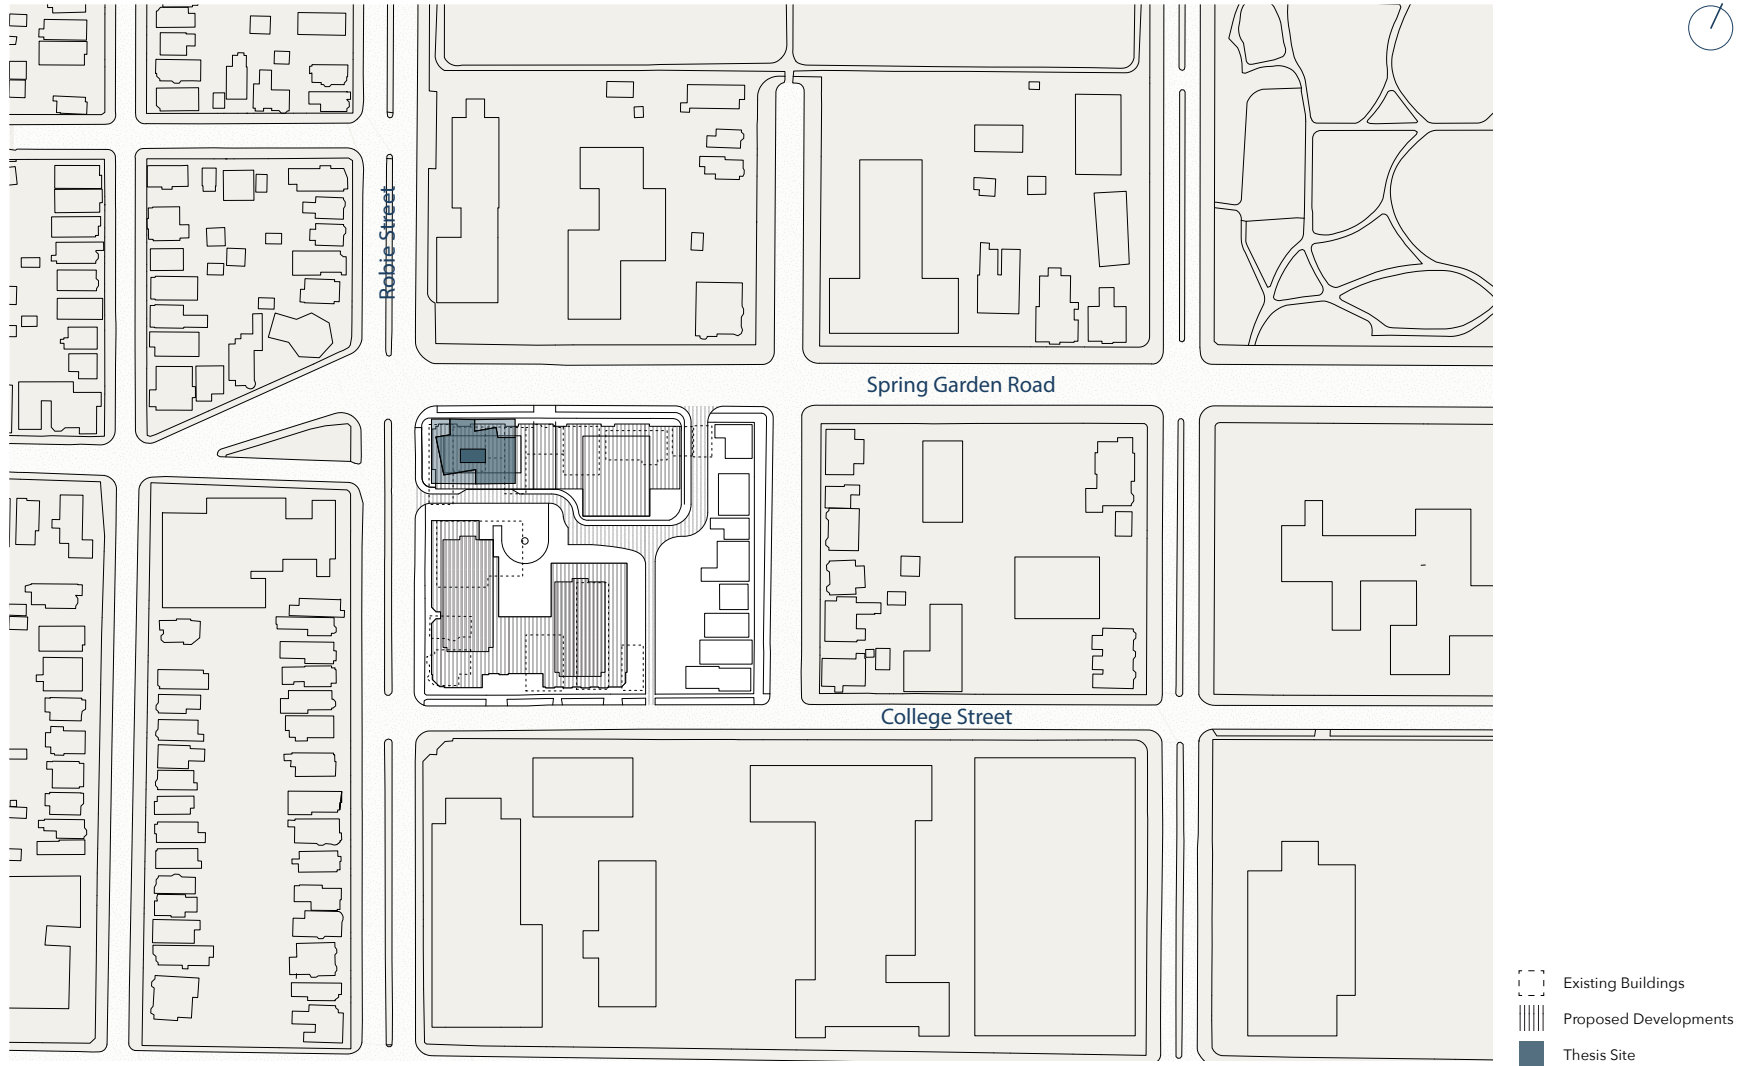 Robie Street
Spring Garden Road
College Street
Existing Buildings
Proposed Developments
Thesis Site